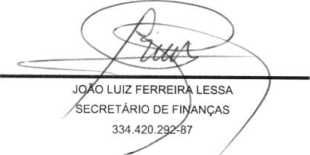 JOÃO LUIZ FERREIRA LESSA
SECRETÁRIO DE FINANÇAS
334.420.292-87